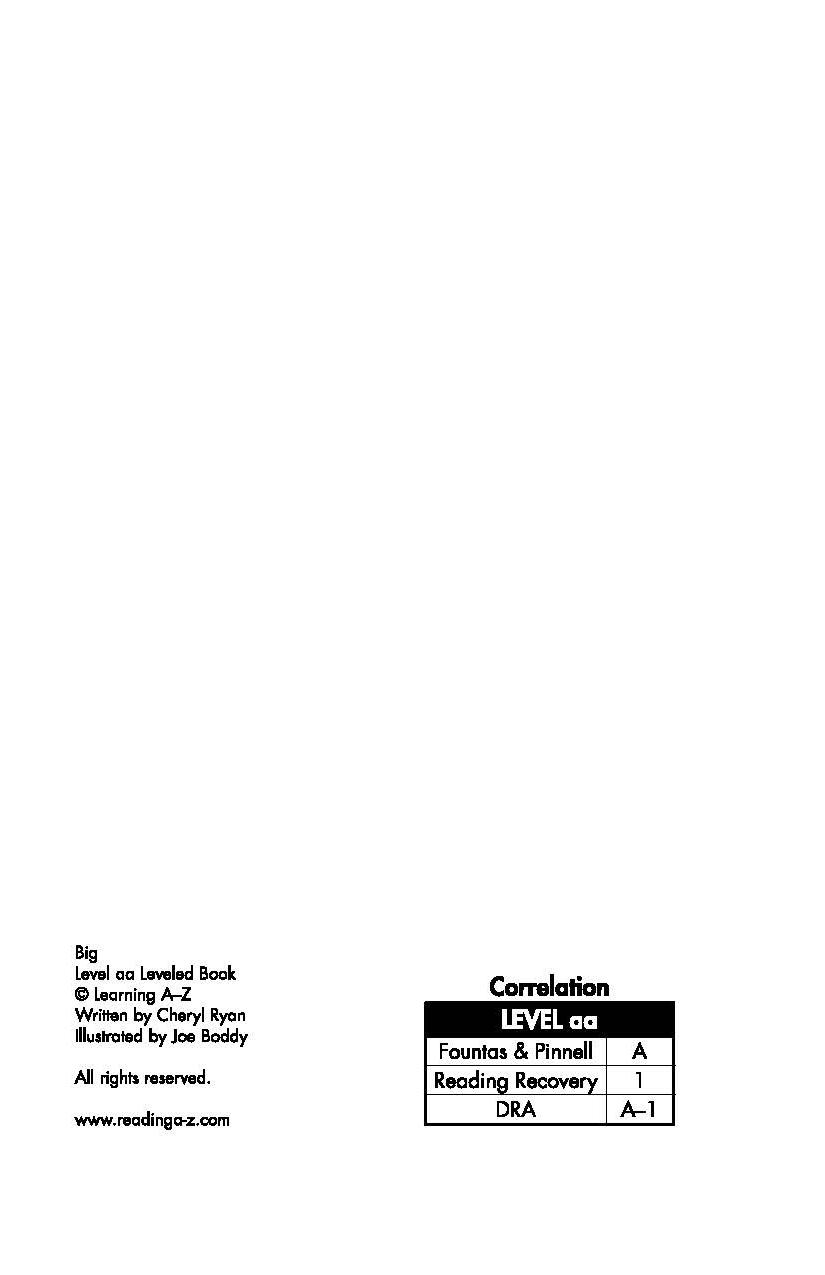 Big
Level aa Leveled Book
© Learning A–Z
Written by Cheryl Ryan
Illustrated by Joe Boddy
All rights reserved.
www.readinga-z.com
Correlation
LEVEL aa
Fountas & Pinnell A
Reading Recovery 1
DRA A–1